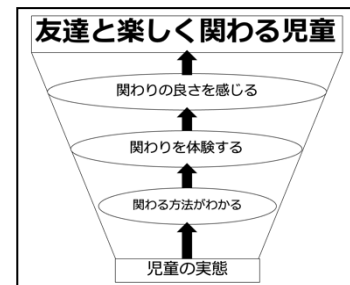 友達と楽しく関わる児童
関わりの良さを感じる
関わりを体験する
関わる方法がわかる
児童の実態